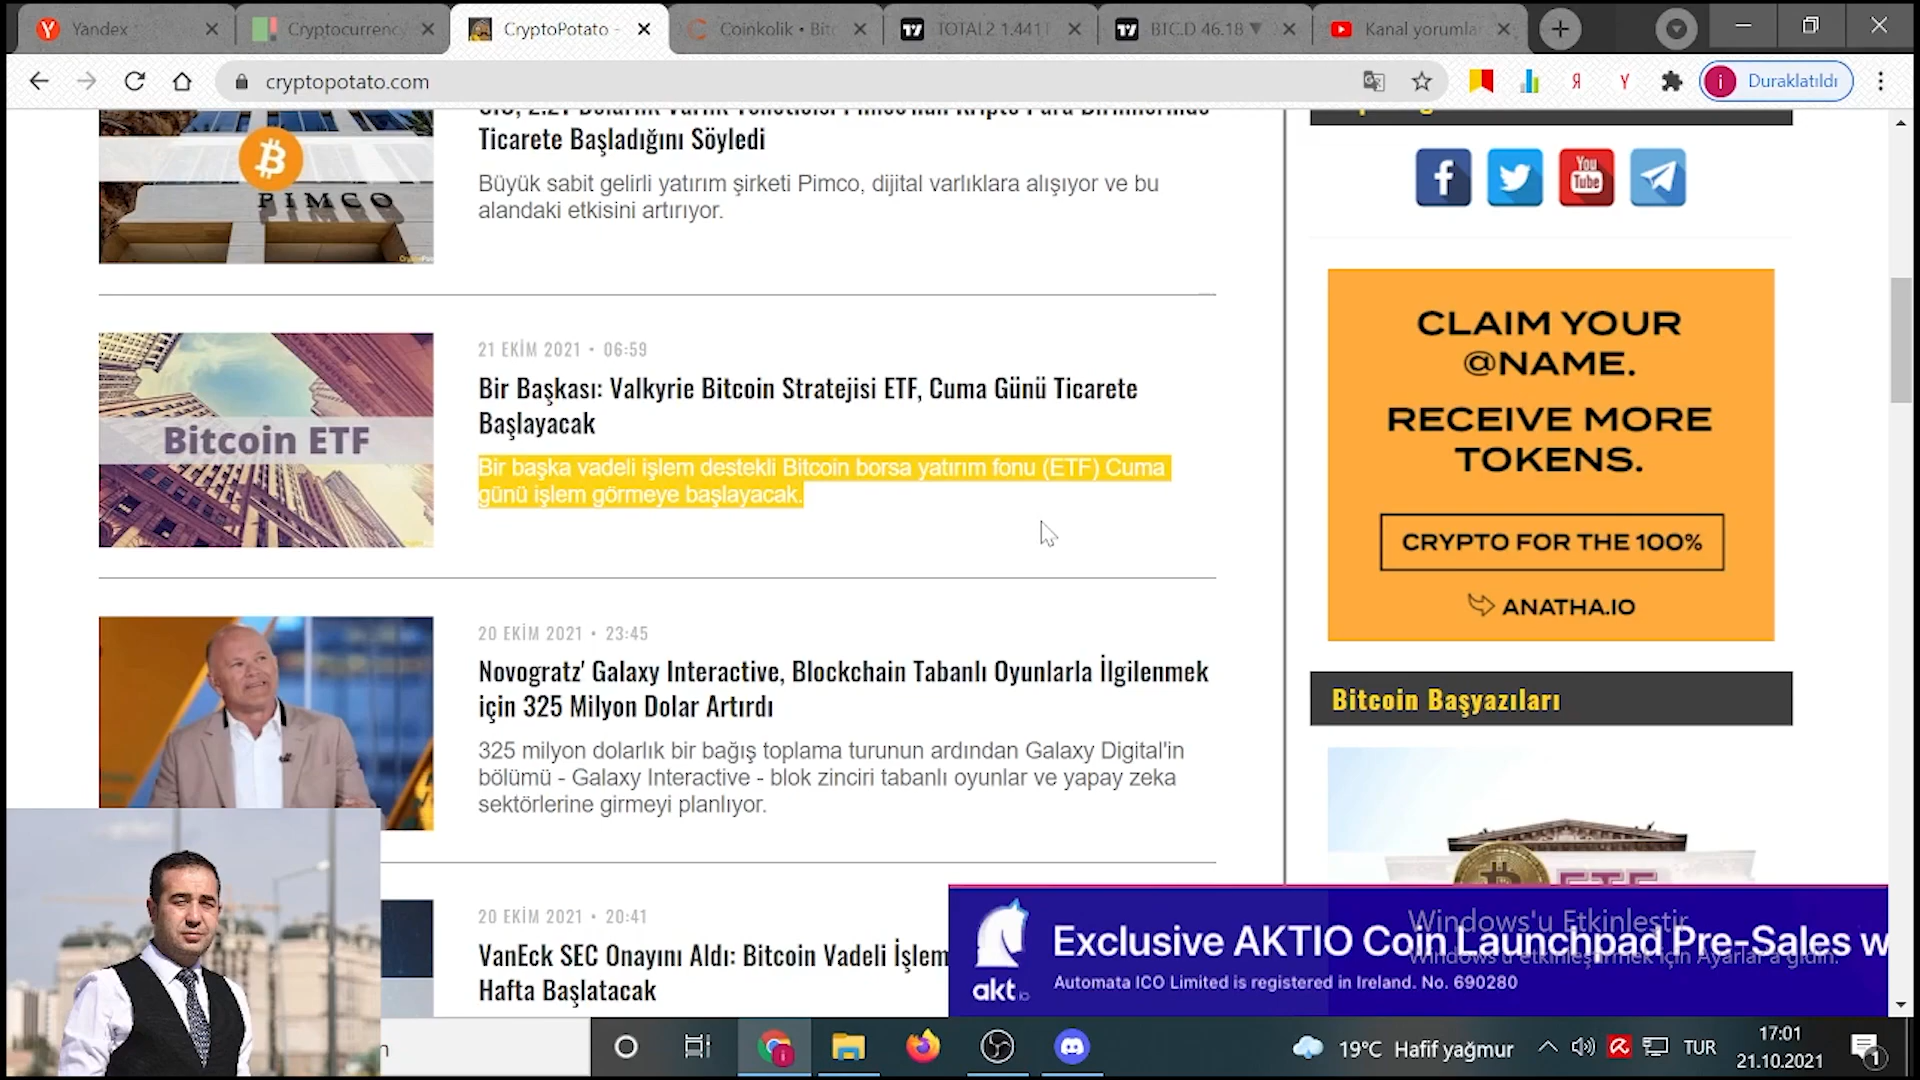 Yandex
Cryptocurrenc
CryptoPotato -
Coinkolik • Bitc
TOTAL2 1.441T
BTC.D 46.18 ▼
Kanal yorumlar
cryptopotato.com
Duraklatıldı
Ticarete Başladığını Söyledi
Büyük sabit gelirli yatırım şirketi Pimco, dijital varlıklara alışıyor ve bu
alandaki etkisini artırıyor.
PIMCO
21 EKİM 2021 • 06:59
Bir Başkası: Valkyrie Bitcoin Stratejisi ETF, Cuma Günü Ticarete
Başlayacak
Bir başka vadeli işlem destekli Bitcoin borsa yatırım fonu (ETF) Cuma
günü işlem görmeye başlayacak.
Bitcoin ETF
20 EKİM 2021 • 23:45
Novogratz' Galaxy Interactive, Blockchain Tabanlı Oyunlarla İlgilenmek
için 325 Milyon Dolar Artırdı
325 milyon dolarlık bir bağış toplama turunun ardından Galaxy Digital'in
bölümü - Galaxy Interactive - blok zinciri tabanlı oyunlar ve yapay zeka
sektörlerine girmeyi planlıyor.
20 EKİM 2021 • 20:41
VanEck SEC Onayını Aldı: Bitcoin Vadeli İşlem
Hafta Başlatacak
You
Tube
CLAIM YOUR
@NAME.
RECEIVE MORE
TOKENS.
CRYPTO FOR THE 100%
ANATHA.IO
Bitcoin Başyazıları
ETF
Windows'u Etkinleştir
Windows'u etkinleştirmek için Ayarlar'a gidin.
akt.io
Exclusive AKTIO Coin Launchpad Pre-Sales w
Automata ICO Limited is registered in Ireland. No. 690280
19°C Hafif yağmur
TUR
17:01
21.10.2021
1